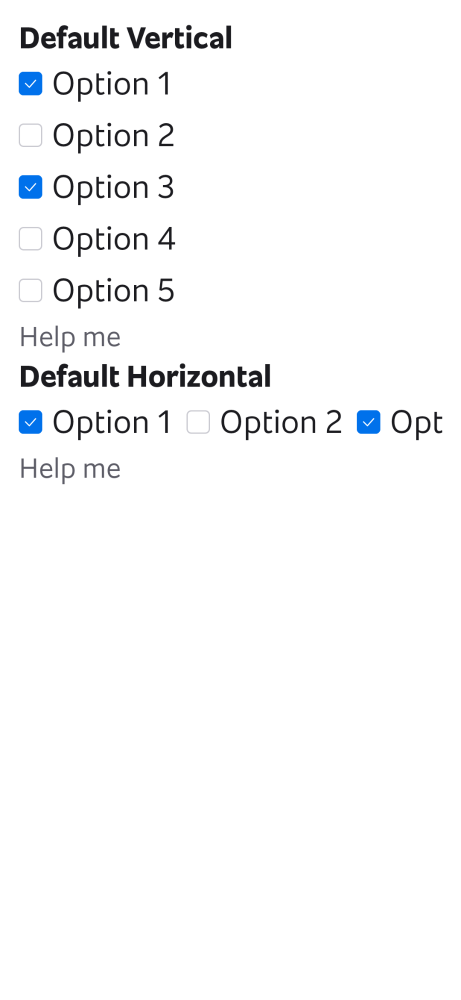 Default Vertical
Option 1
Option 2
Option 3
Option 4
Option 5
Help me
Default Horizontal
Option 1 Option 2 Opt
Help me